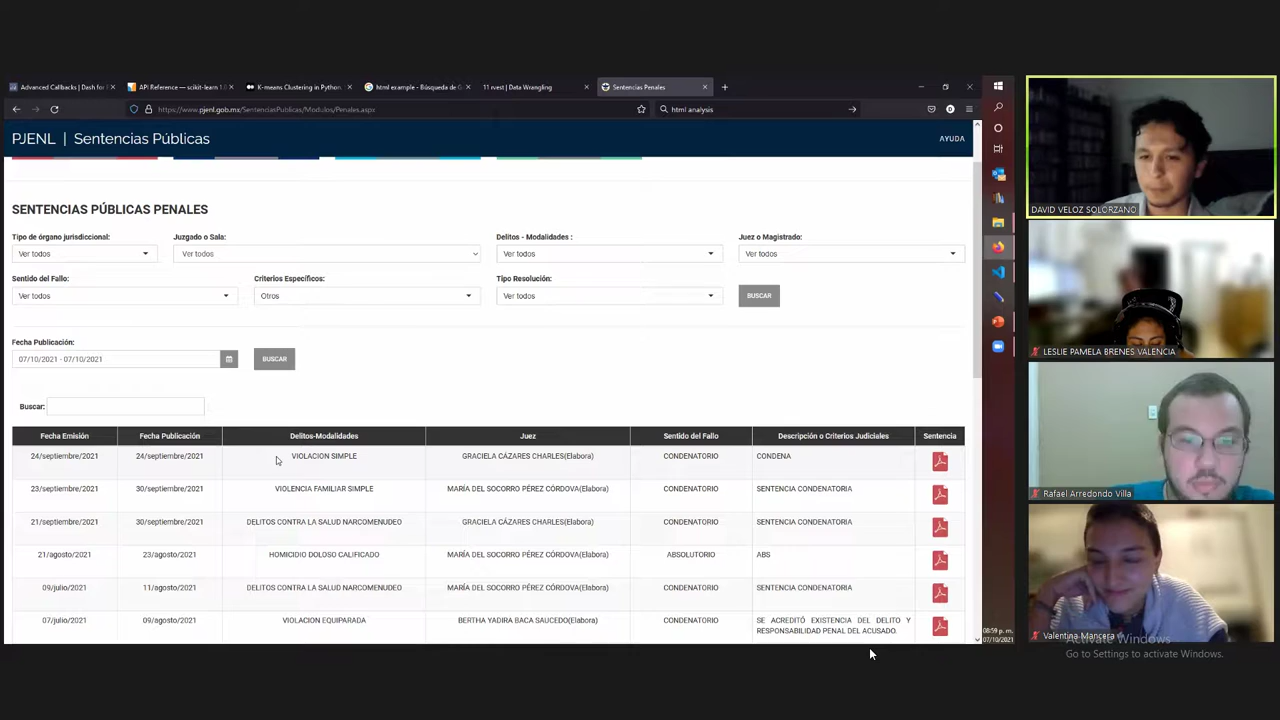 Advanced Callbacks | Dash for
API Reference — scikit-learn 1.0
K-means Clustering in Python
html example - Búsqueda de G
11 rvest | Data Wrangling
Sentencias Penales
https://www.pjenl.gob.mx/SentenciasPublicas/Modulos/Penales.aspx
html analysis
PJENL | Sentencias Públicas
AYUDA
SENTENCIAS PÚBLICAS PENALES
Tipo de órgano jurisdiccional:
Juzgado o Sala:
Delitos - Modalidades :
Juez o Magistrado:
Ver todos
Ver todos
Ver todos
Ver todos
Sentido del Fallo:
Criterios Específicos:
Tipo Resolución:
Ver todos
Otros
Ver todos
BUSCAR
Fecha Publicación:
07/10/2021 - 07/10/2021
BUSCAR
Buscar:
Fecha Emisión Fecha Publicación Delitos-Modalidades Juez Sentido del Fallo Descripción o Criterios Judiciales Sentencia
24/septiembre/2021 24/septiembre/2021 VIOLACION SIMPLE GRACIELA CÁZARES CHARLES(Elabora) CONDENATORIO CONDENA
23/septiembre/2021 30/septiembre/2021 VIOLENCIA FAMILIAR SIMPLE MARÍA DEL SOCORRO PÉREZ CÓRDOVA(Elabora) CONDENATORIO SENTENCIA CONDENATORIA
21/septiembre/2021 30/septiembre/2021 DELITOS CONTRA LA SALUD NARCOMENUDEO GRACIELA CÁZARES CHARLES(Elabora) CONDENATORIO SENTENCIA CONDENATORIA
21/agosto/2021 23/agosto/2021 HOMICIDIO DOLOSO CALIFICADO MARÍA DEL SOCORRO PÉREZ CÓRDOVA(Elabora) ABSOLUTORIO ABS
09/julio/2021 11/agosto/2021 DELITOS CONTRA LA SALUD NARCOMENUDEO MARÍA DEL SOCORRO PÉREZ CÓRDOVA(Elabora) CONDENATORIO SENTENCIA CONDENATORIA
07/julio/2021 09/agosto/2021 VIOLACION EQUIPARADA BERTHA YADIRA BACA SAUCEDO(Elabora) CONDENATORIO SE ACREDITÓ EXISTENCIA DEL DELITO Y
RESPONSABILIDAD PENAL DEL ACUSADO.
08:59 p. m.
07/10/2021
DAVID VELOZ SOLORZANO
LESLIE PAMELA BRENES VALENCIA
Rafael Arredondo Villa
Valentina Mancera
Activate Windows
Go to Settings to activate Windows.